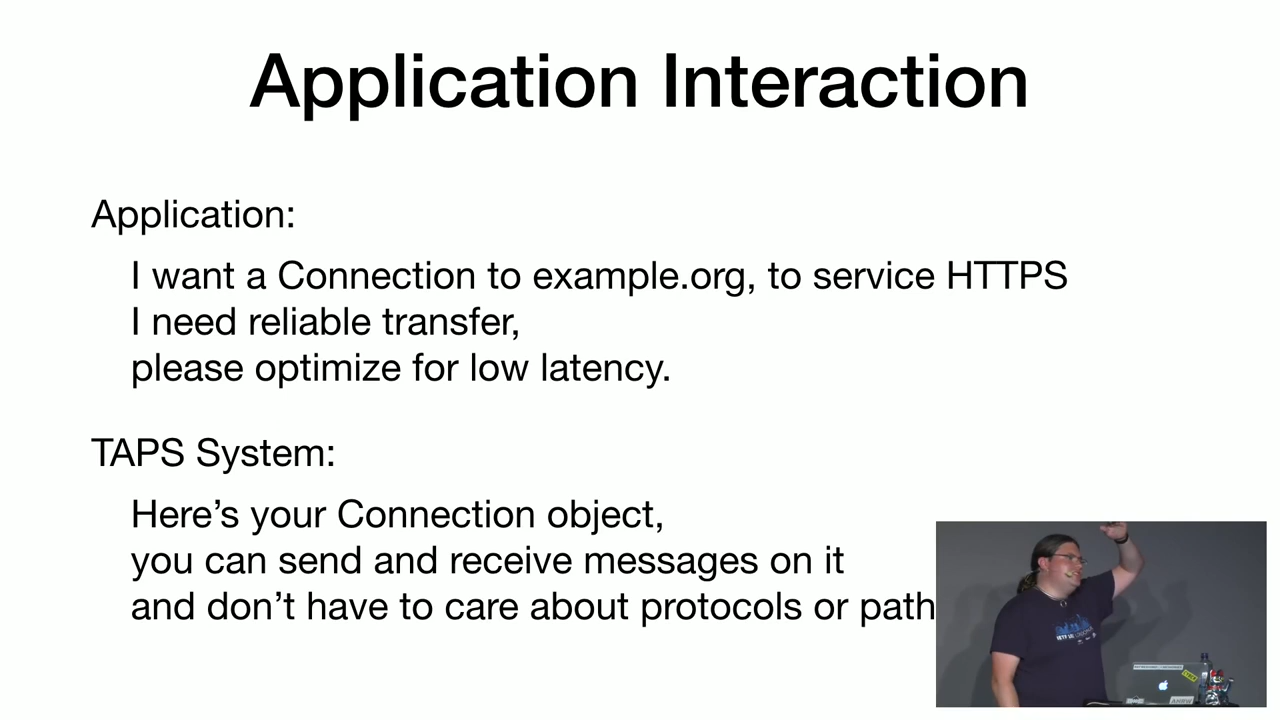 Application Interaction
Application:
I want a Connection to example.org, to service HTTPS
I need reliable transfer,
please optimize for low latency.
TAPS System:
Here’s your Connection object,
you can send and receive messages on it
and don’t have to care about protocols or path